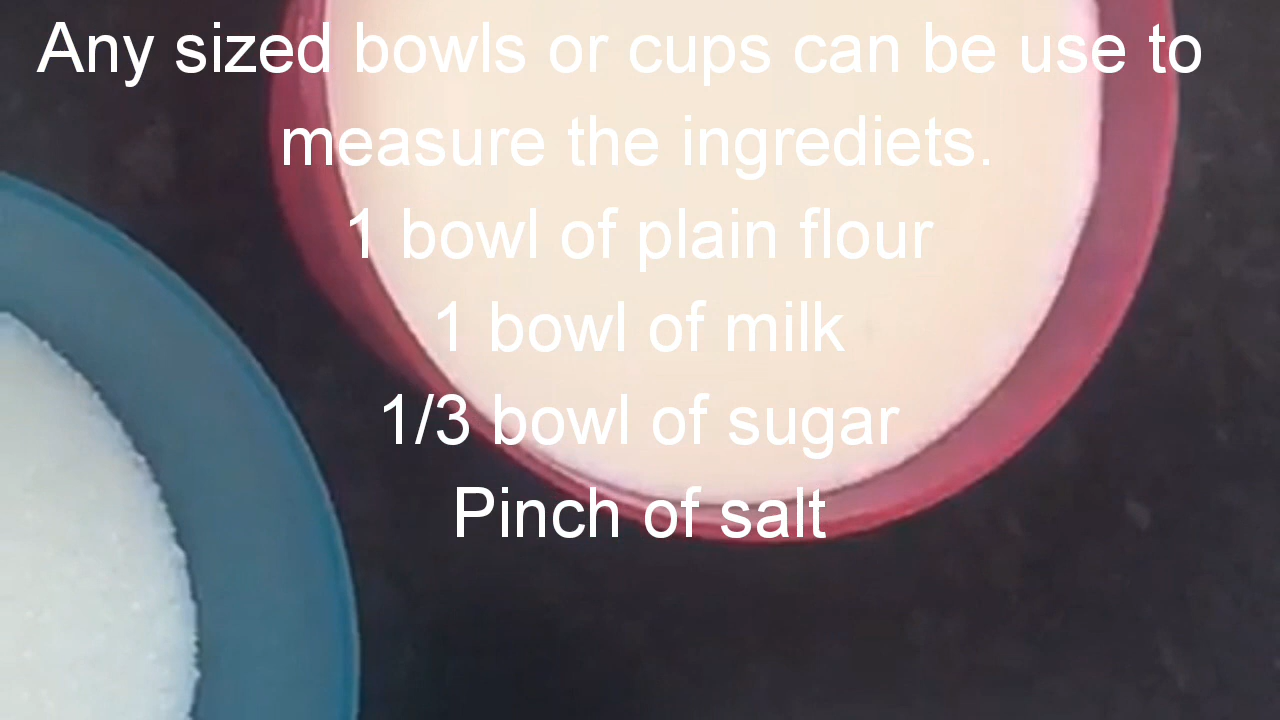 Any sized bowls or cups can be use to
measure the ingrediets.
1 bowl of plain flour
1 bowl of milk
1/3 bowl of sugar
Pinch of salt